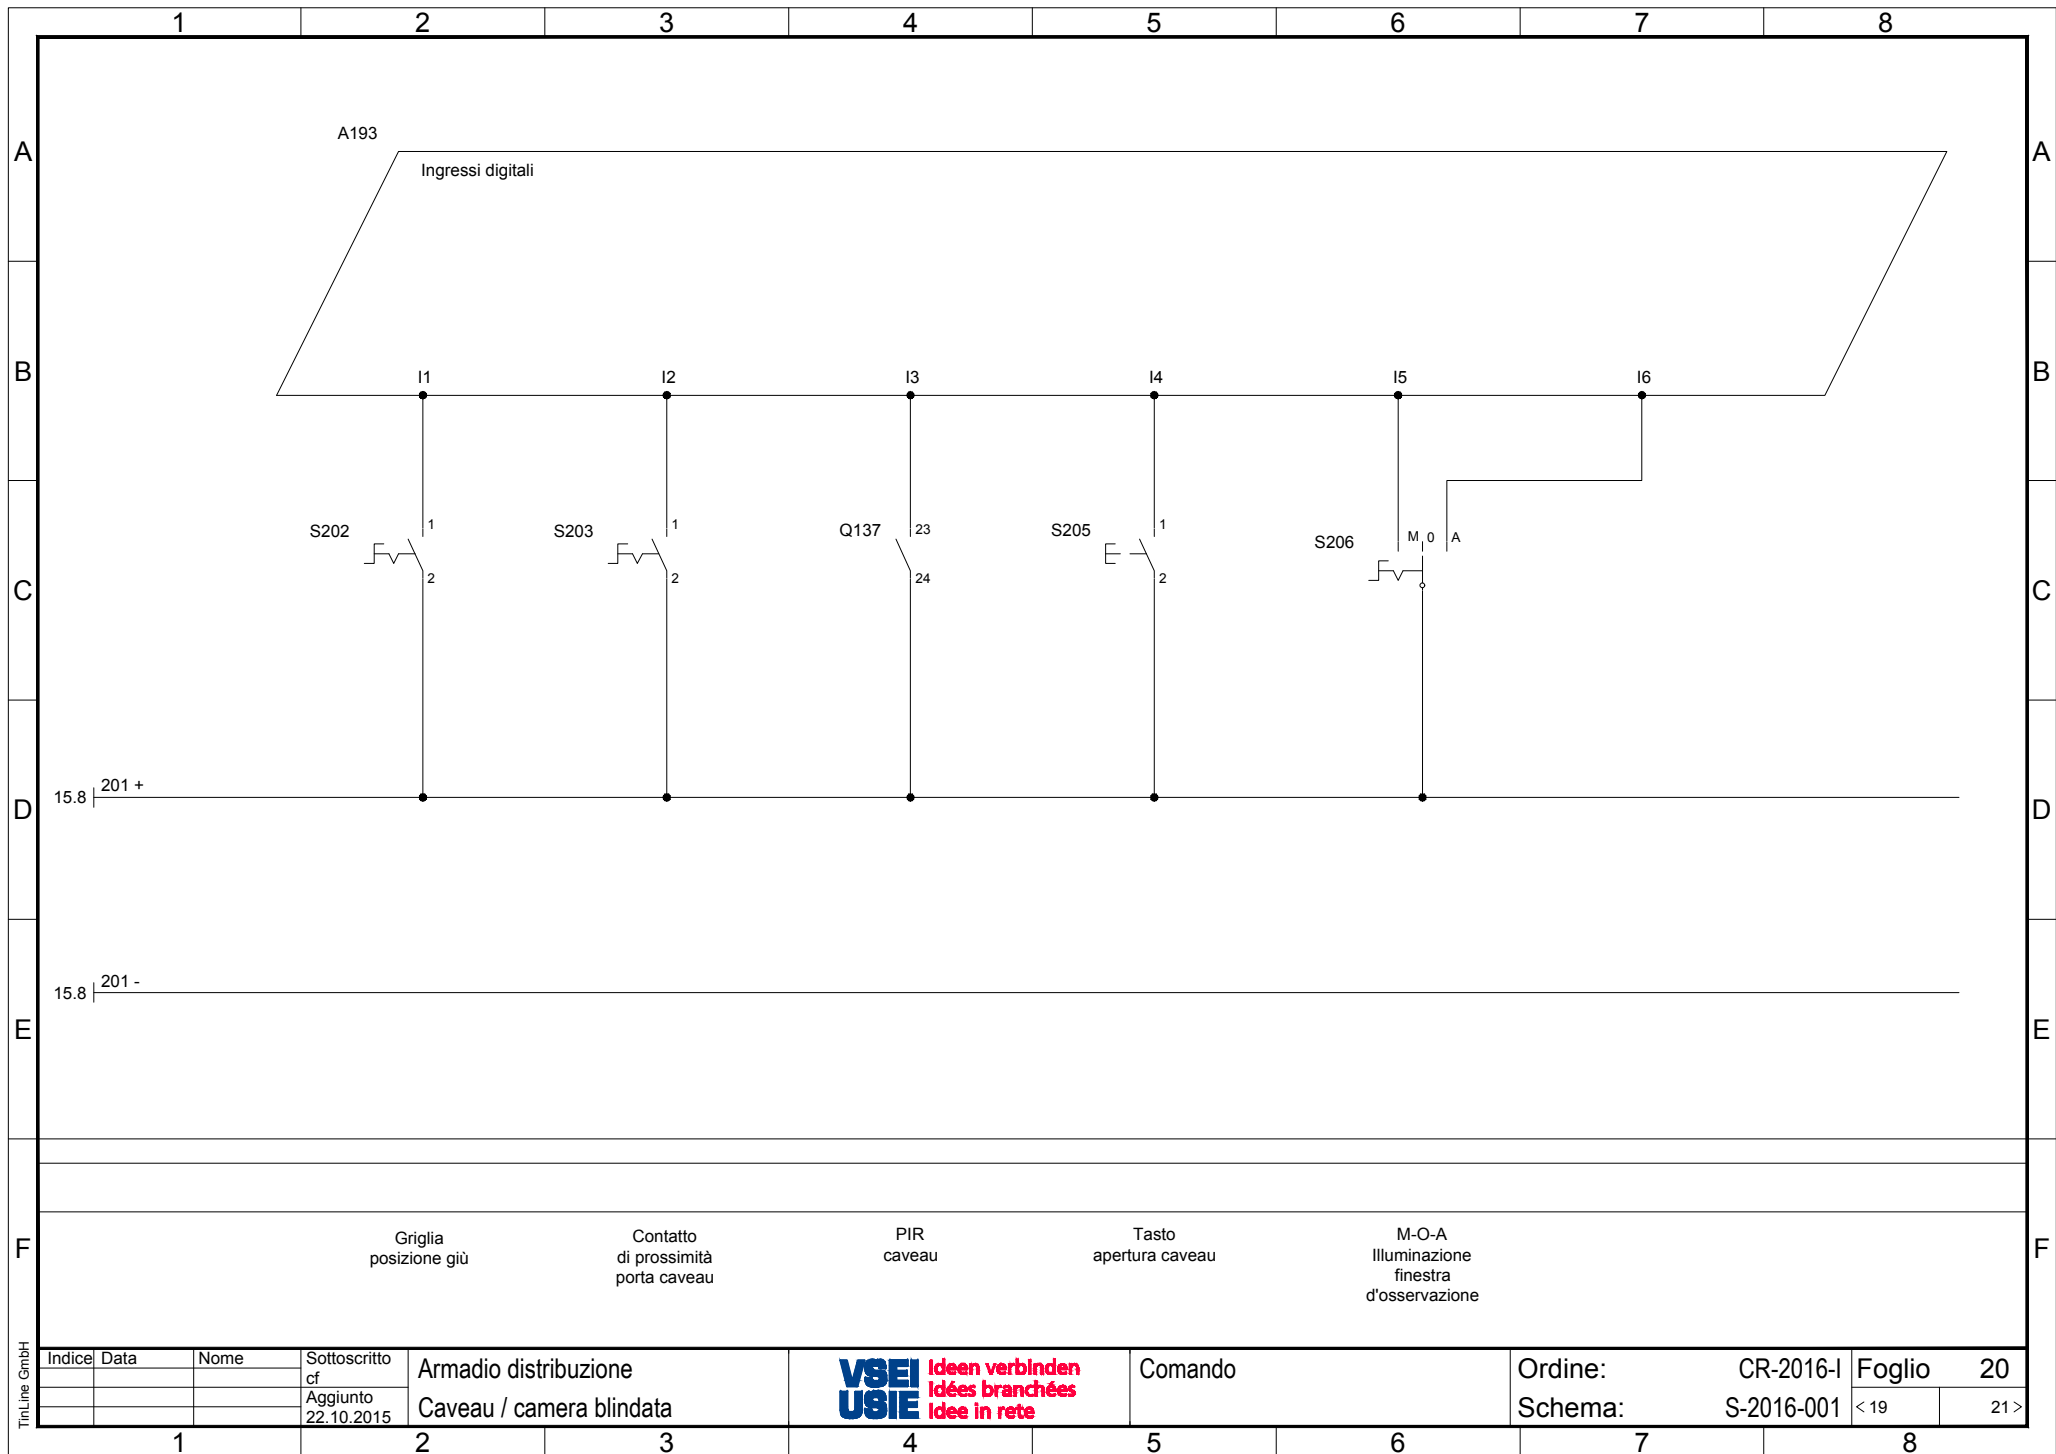 1 2 3 4 5 6 7 8
A A
A193
Ingressi digitali
B B
I1 I2 I3 I4 I5 I6
C C
S202 1 2
S203 1 2
Q137 23 24
S205 1 2
S206 M 0 A
D D
15.8 201 +
15.8 201 -
E E
F F
Griglia
posizione giù
Contatto
di prossimità
porta caveau
PIR
caveau
Tasto
apertura caveau
M-O-A
Illuminazione
finestra
d'osservazione
TinLine GmbH
Indice Data Nome Sottoscritto
cf
Aggiunto
22.10.2015
Armadio distribuzione
Caveau / camera blindata
VSEI Ideen verbinden
Idées branchées
USIE Idee in rete
Comando
Ordine: CR-2016-I
Schema: S-2016-001
Foglio 20
< 19 21 >
1 2 3 4 5 6 7 8